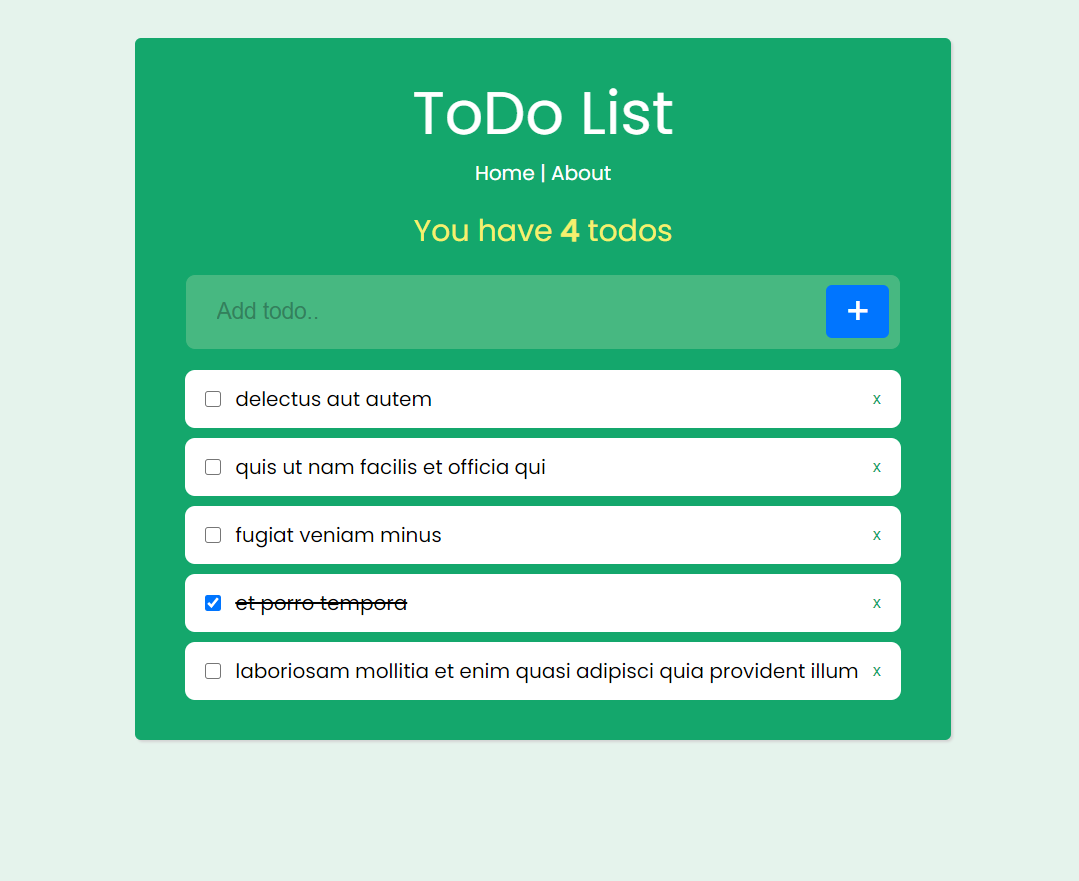 ToDo List
Home | About
You have 4 todos
Add todo..
+
delectus aut autem x
quis ut nam facilis et officia qui x
fugiat veniam minus x
et porro tempora x
laboriosam mollitia et enim quasi adipisci quia provident illum x